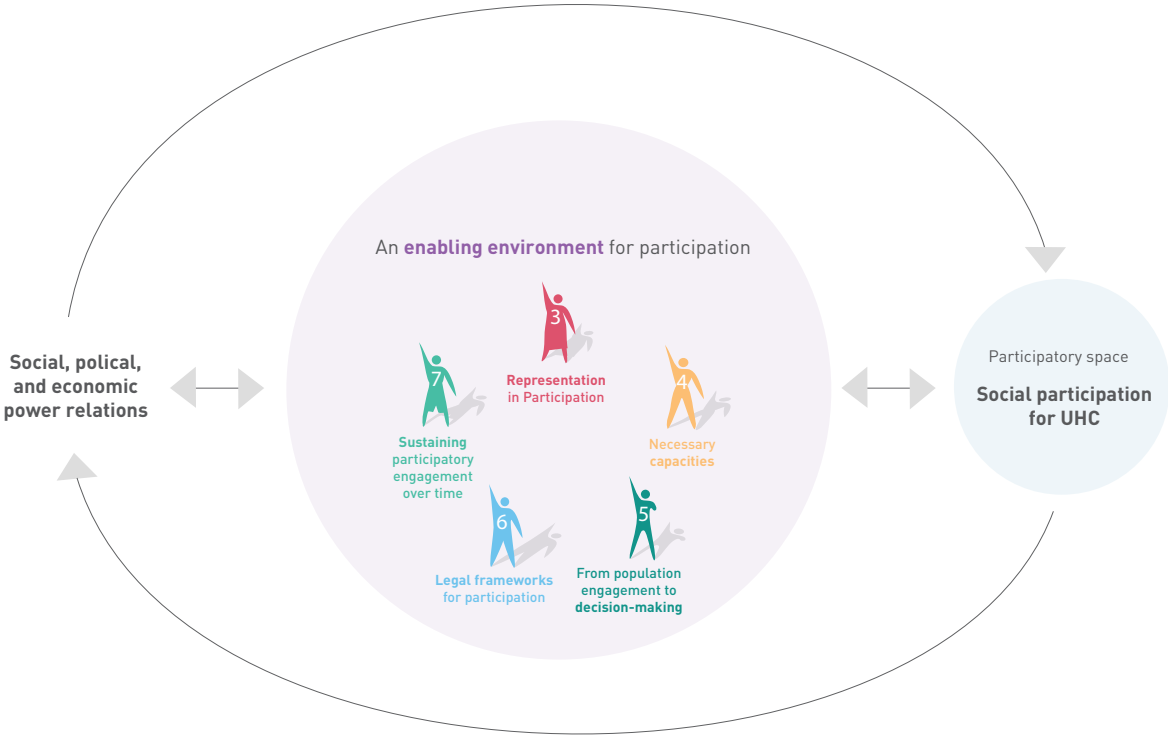 An enabling environment for participation
3
Representation
in Participation
4
Necessary
capacities
5
From population
engagement to
decision-making
6
Legal frameworks
for participation
7
Sustaining
participatory
engagement
over time
Social, polical,
and economic
power relations
Participatory space
Social participation
for UHC